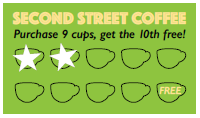 SECOND STREET COFFEE
Purchase 9 cups, get the 10th free!
FREE